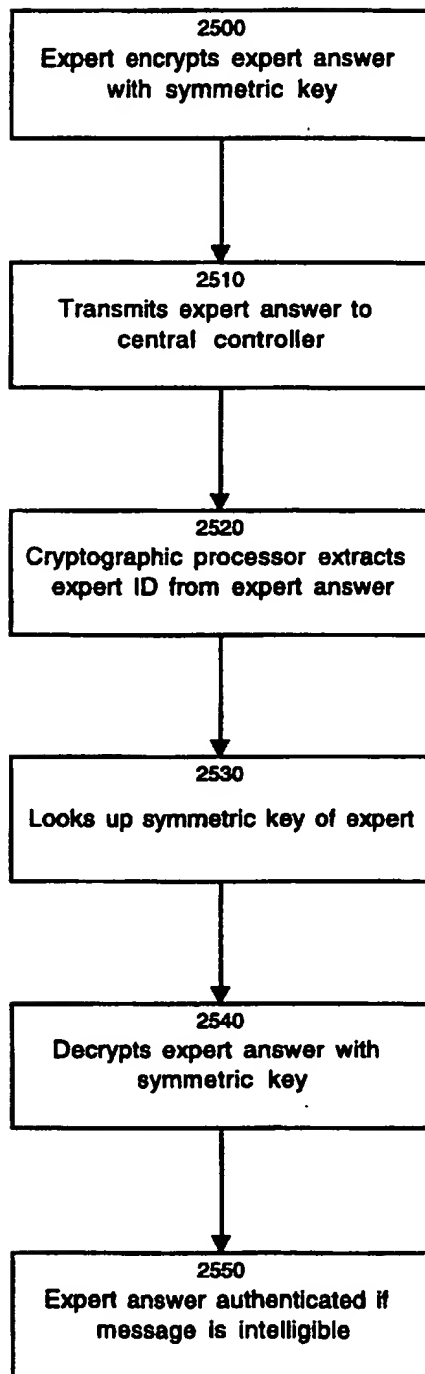 2500
Expert encrypts expert answer
with symmetric key
2510
Transmits expert answer to
central controller
2520
Cryptographic processor extracts
expert ID from expert answer
2530
Looks up symmetric key of expert
2540
Decrypts expert answer with
symmetric key
2550
Expert answer authenticated if
message is intelligible